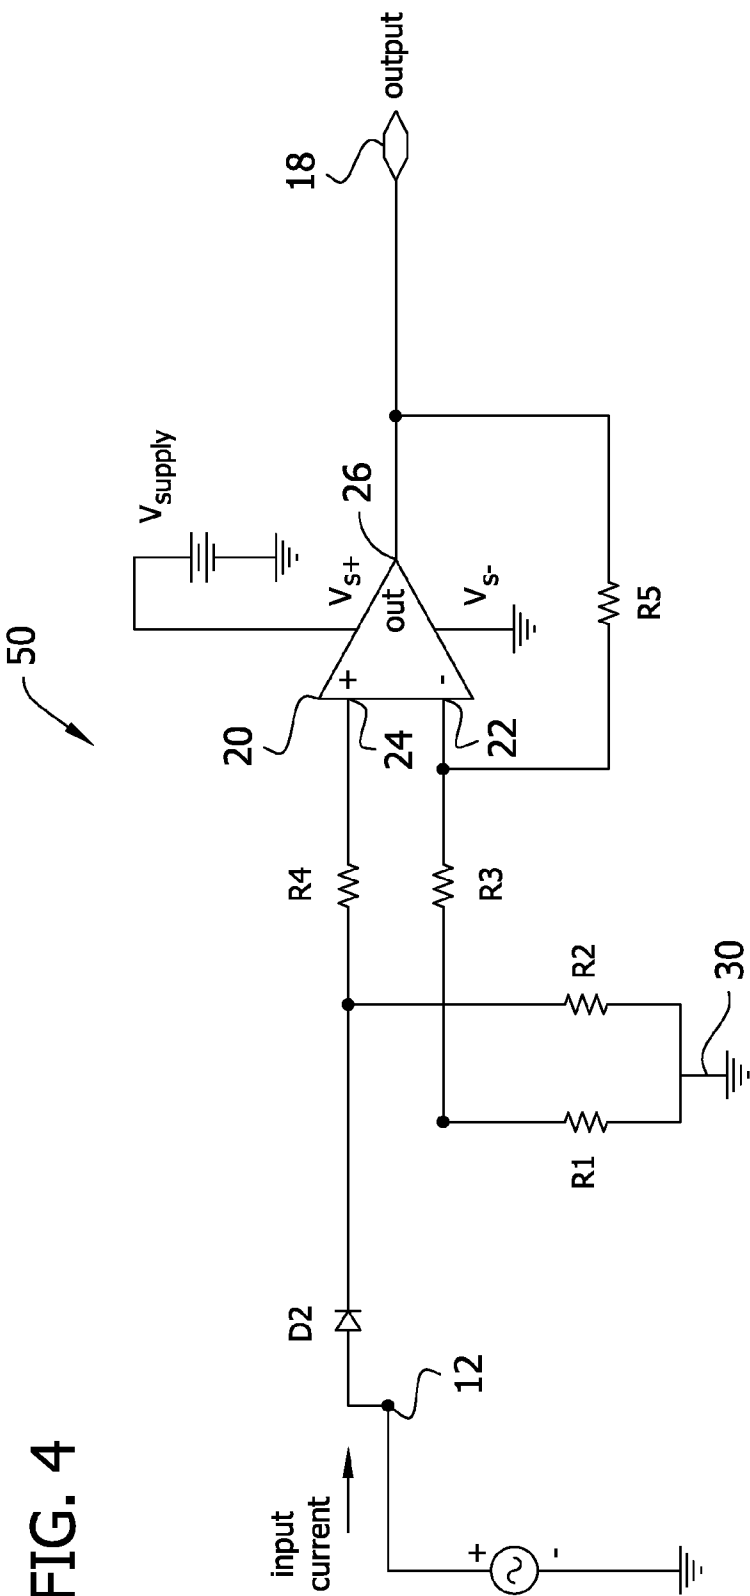 FIG. 4
50
input
current
+
-
12
D2
R1
R2
30
R4
R3
20
24
22
+
-
out
Vs+
Vs-
Vsupply
26
R5
18
output